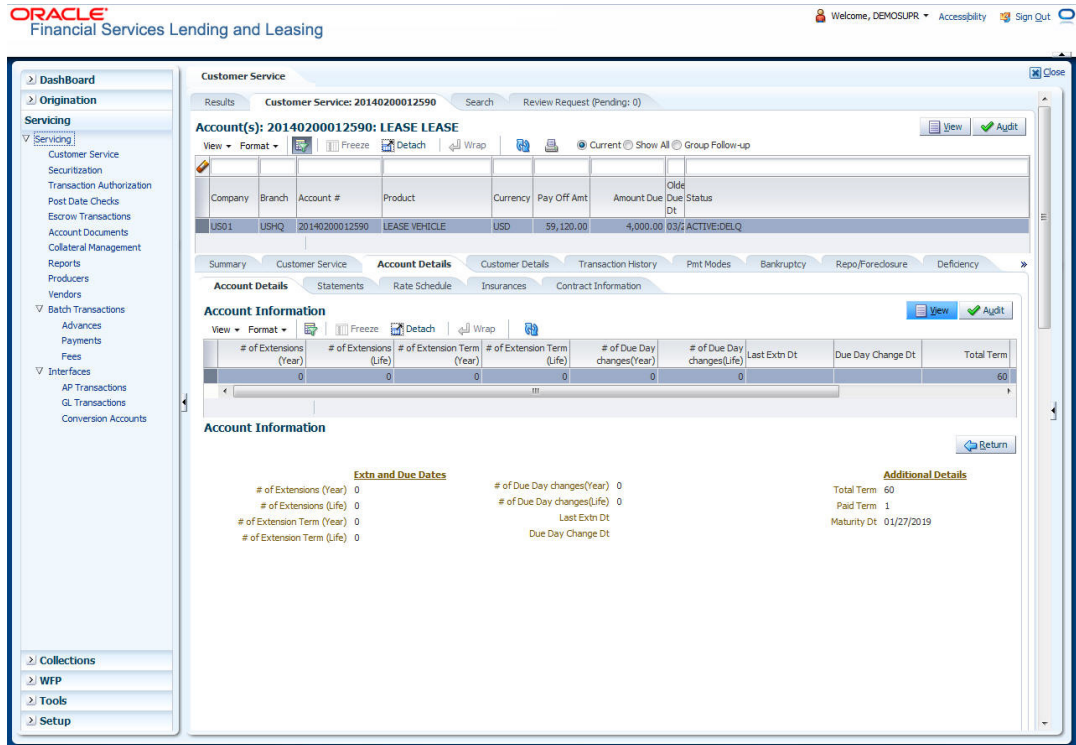 ORACLE
Financial Services Lending and Leasing
Welcome, DEMOSUPR Accessibility Sign Out
Close
DashBoard
Origination
Servicing
Servicing
Customer Service
Securitization
Transaction Authorization
Post Date Checks
Escrow Transactions
Account Documents
Collateral Management
Reports
Producers
Vendors
Batch Transactions
Advances
Payments
Fees
Interfaces
AP Transactions
GL Transactions
Conversion Accounts
Collections
WFP
Tools
Setup
Customer Service
Results Customer Service: 20140200012590 Search Review Request (Pending: 0)
Account(s): 20140200012590: LEASE LEASE
View Audit
View Format Freeze Detach Wrap Current Show All Group Follow-up
Company Branch Account # Product Currency Pay Off Amt Amount Due Olde Due Dt Status
US01 USHQ 20140200012590 LEASE VEHICLE USD 59,120.00 4,000.00 03/2 ACTIVE:DELQ
Summary Customer Service Account Details Customer Details Transaction History Pmt Modes Bankruptcy Repo/Foreclosure Deficiency »
Account Details Statements Rate Schedule Insurances Contract Information
Account Information
View Audit
View Format Freeze Detach Wrap
# of Extensions (Year) # of Extensions (Life) # of Extension Term (Year) # of Extension Term (Life) # of Due Day changes(Year) # of Due Day changes(Life) Last Extn Dt Due Day Change Dt Total Term
0 0 0 0 0 0 60
Account Information
Return
Extn and Due Dates
# of Extensions (Year) 0
# of Extensions (Life) 0
# of Extension Term (Year) 0
# of Extension Term (Life) 0
# of Due Day changes(Year) 0
# of Due Day changes(Life) 0
Last Extn Dt
Due Day Change Dt
Additional Details
Total Term 60
Paid Term 1
Maturity Dt 01/27/2019